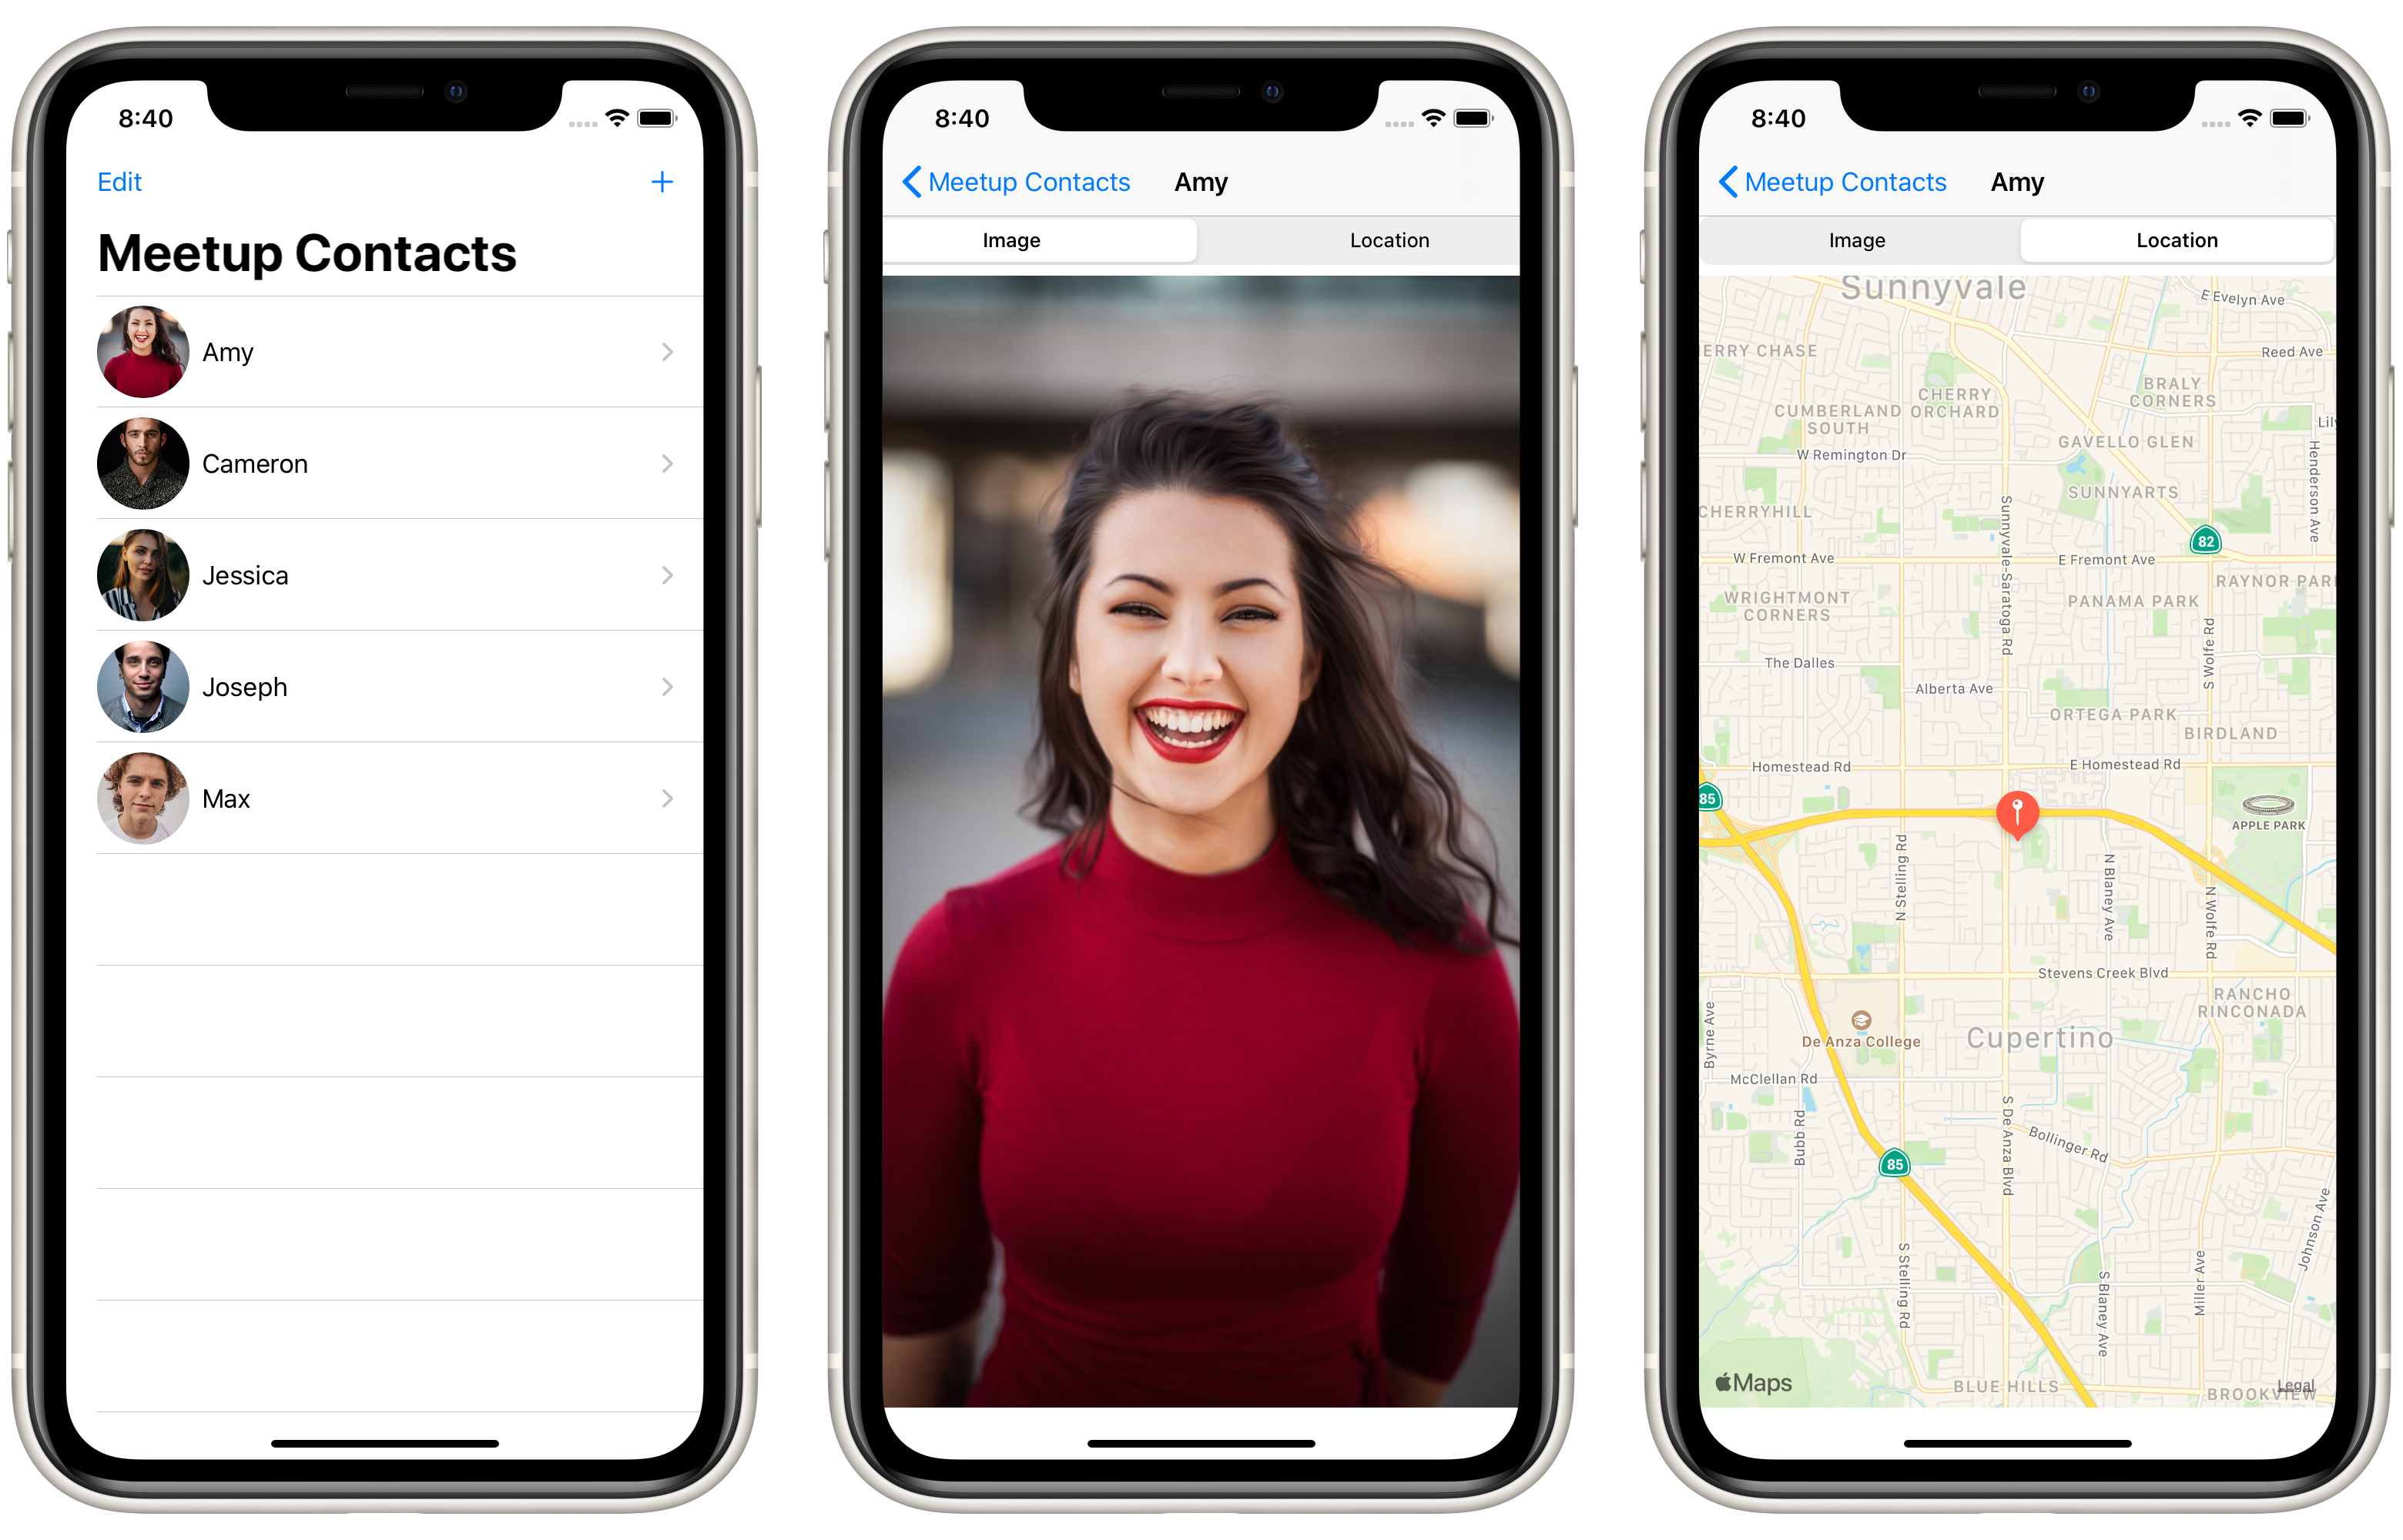 8:40
Edit
+
Meetup Contacts
Amy
Cameron
Jessica
Joseph
Max
8:40
Meetup Contacts
Amy
Image
Location
8:40
Meetup Contacts
Amy
Image
Location
Sunnyvale
E Evelyn Ave
ERRY CHASE
Reed Ave
CHERRY
ORCHARD
BRALY
CORNERS
CUMBERLAND
SOUTH
Lily
GAVELLO GLEN
W Remington Dr
Henderson Ave
SUNNYARTS
CHERRYHILL
Sunnyvale-Saratoga Rd
82
W Fremont Ave
E Fremont Ave
RAYNOR PAR
WRIGHTMONT
CORNERS
PANAMA PARK
S Wolfe Rd
The Dalles
Alberta Ave
ORTEGA PARK
BIRDLAND
Homestead Rd
E Homestead Rd
85
APPLE PARK
N Stelling Rd
N Blaney Ave
N Wolfe Rd
Stevens Creek Blvd
RANCHO
RINCONADA
Byrne Ave
De Anza College
Cupertino
McClellan Rd
Bubb Rd
S De Anza Blvd
Bollinger Rd
85
Johnson Ave
S Stelling Rd
S Blaney Ave
Miller Ave
Maps
BLUE HILLS
Legal
BROOKVIEW